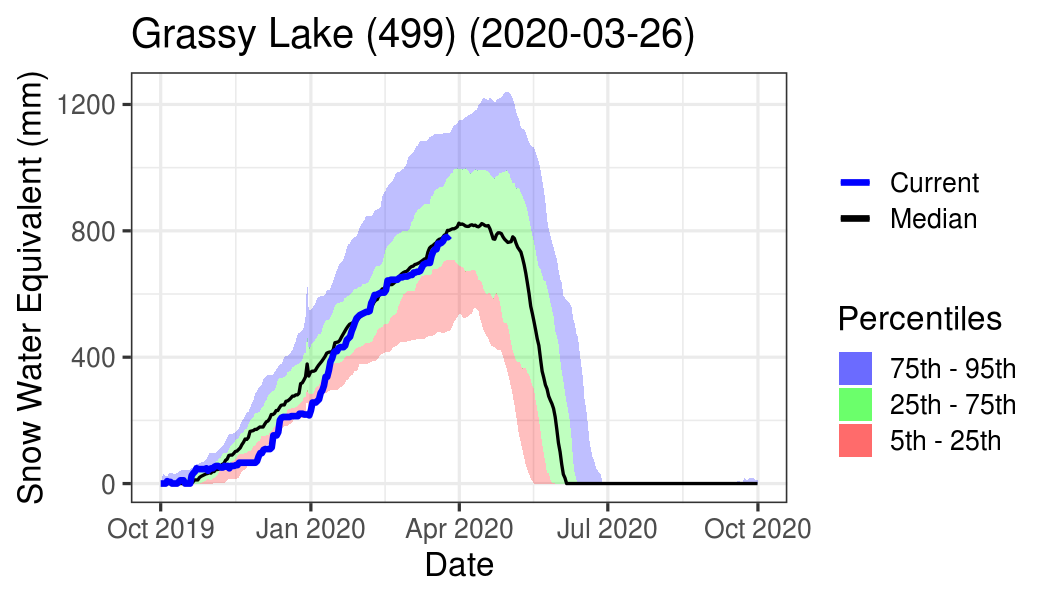 Grassy Lake (499) (2020-03-26)
Snow Water Equivalent (mm)
1200
800
400
0
Oct 2019
Jan 2020
Apr 2020
Jul 2020
Oct 2020
Date
Current
Median
Percentiles
75th - 95th
25th - 75th
5th - 25th